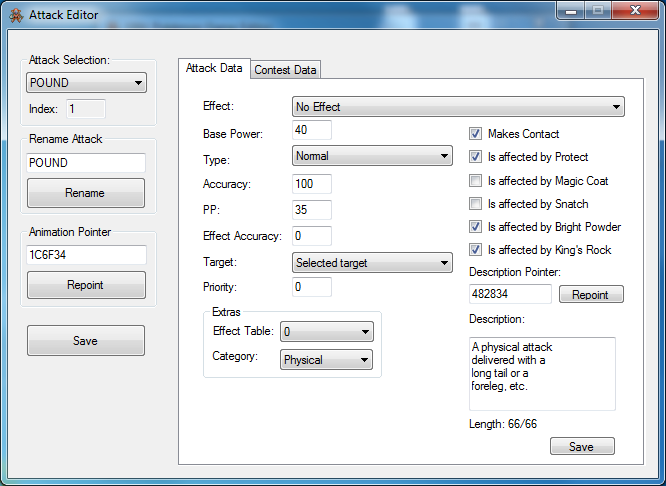 Attack Editor
Attack Selection:
POUND
Index: 1
Rename Attack
POUND
Rename
Animation Pointer
1C6F34
Repoint
Save
Attack Data
Contest Data
Effect: No Effect
Base Power: 40
Type: Normal
Accuracy: 100
PP: 35
Effect Accuracy: 0
Target: Selected target
Priority: 0
Extras
Effect Table: 0
Category: Physical
Makes Contact
Is affected by Protect
Is affected by Magic Coat
Is affected by Snatch
Is affected by Bright Powder
Is affected by King's Rock
Description Pointer:
482834 Repoint
Description:
A physical attack
delivered with a
long tail or a
foreleg, etc.
Length: 66/66
Save